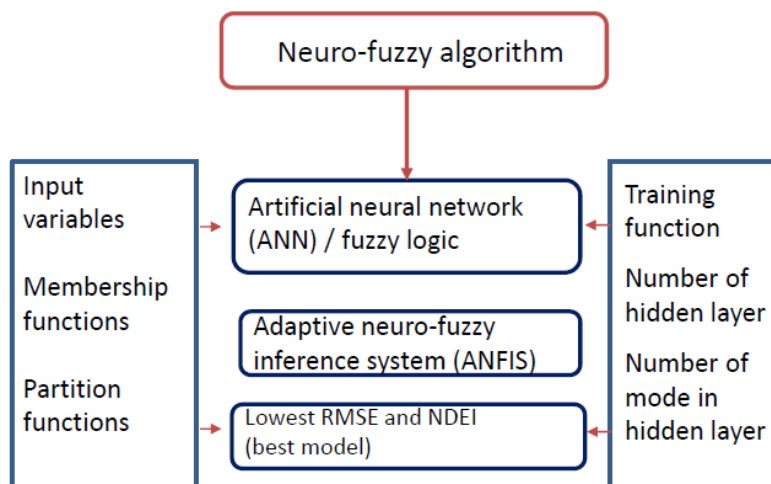 Neuro-fuzzy algorithm
Input
variables
Membership
functions
Partition
functions
Artificial neural network
(ANN) / fuzzy logic
Adaptive neuro-fuzzy
inference system (ANFIS)
Lowest RMSE and NDEI
(best model)
Training
function
Number of
hidden layer
Number of
mode in
hidden layer